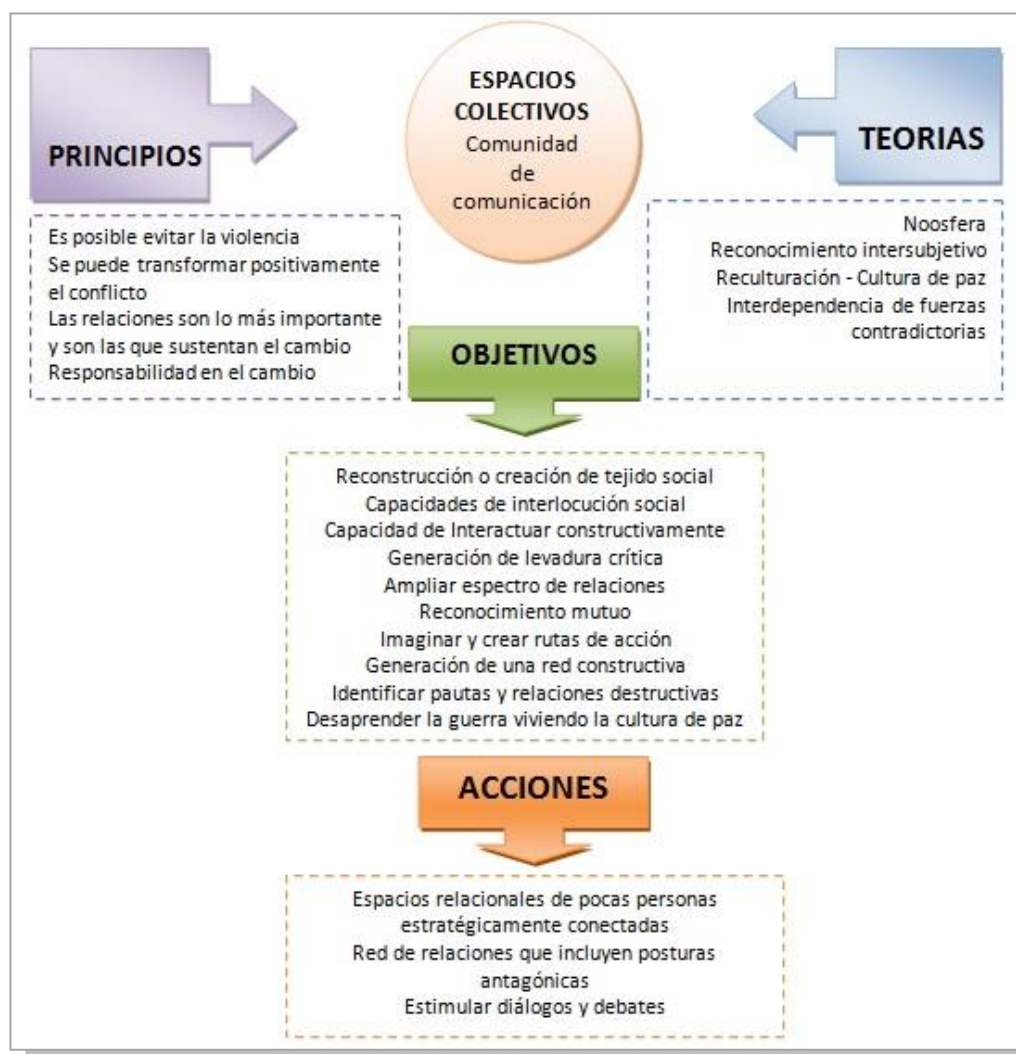 PRINCIPIOS
Es posible evitar la violencia
Se puede transformar positivamente
el conflicto
Las relaciones son lo más importante
y son las que sustentan el cambio
Responsabilidad en el cambio
ESPACIOS
COLECTIVOS
Comunidad
de
comunicación
TEORIAS
Noosfera
Reconocimiento intersubjetivo
Reculturación - Cultura de paz
Interdependencia de fuerzas
contradictorias
OBJETIVOS
Reconstrucción o creación de tejido social
Capacidades de interlocución social
Capacidad de Interactuar constructivamente
Generación de levadura crítica
Ampliar espectro de relaciones
Reconocimiento mutuo
Imaginar y crear rutas de acción
Generación de una red constructiva
Identificar pautas y relaciones destructivas
Desaprender la guerra viviendo la cultura de paz
ACCIONES
Espacios relacionales de pocas personas
estratégicamente conectadas
Red de relaciones que incluyen posturas
antagónicas
Estimular diálogos y debates